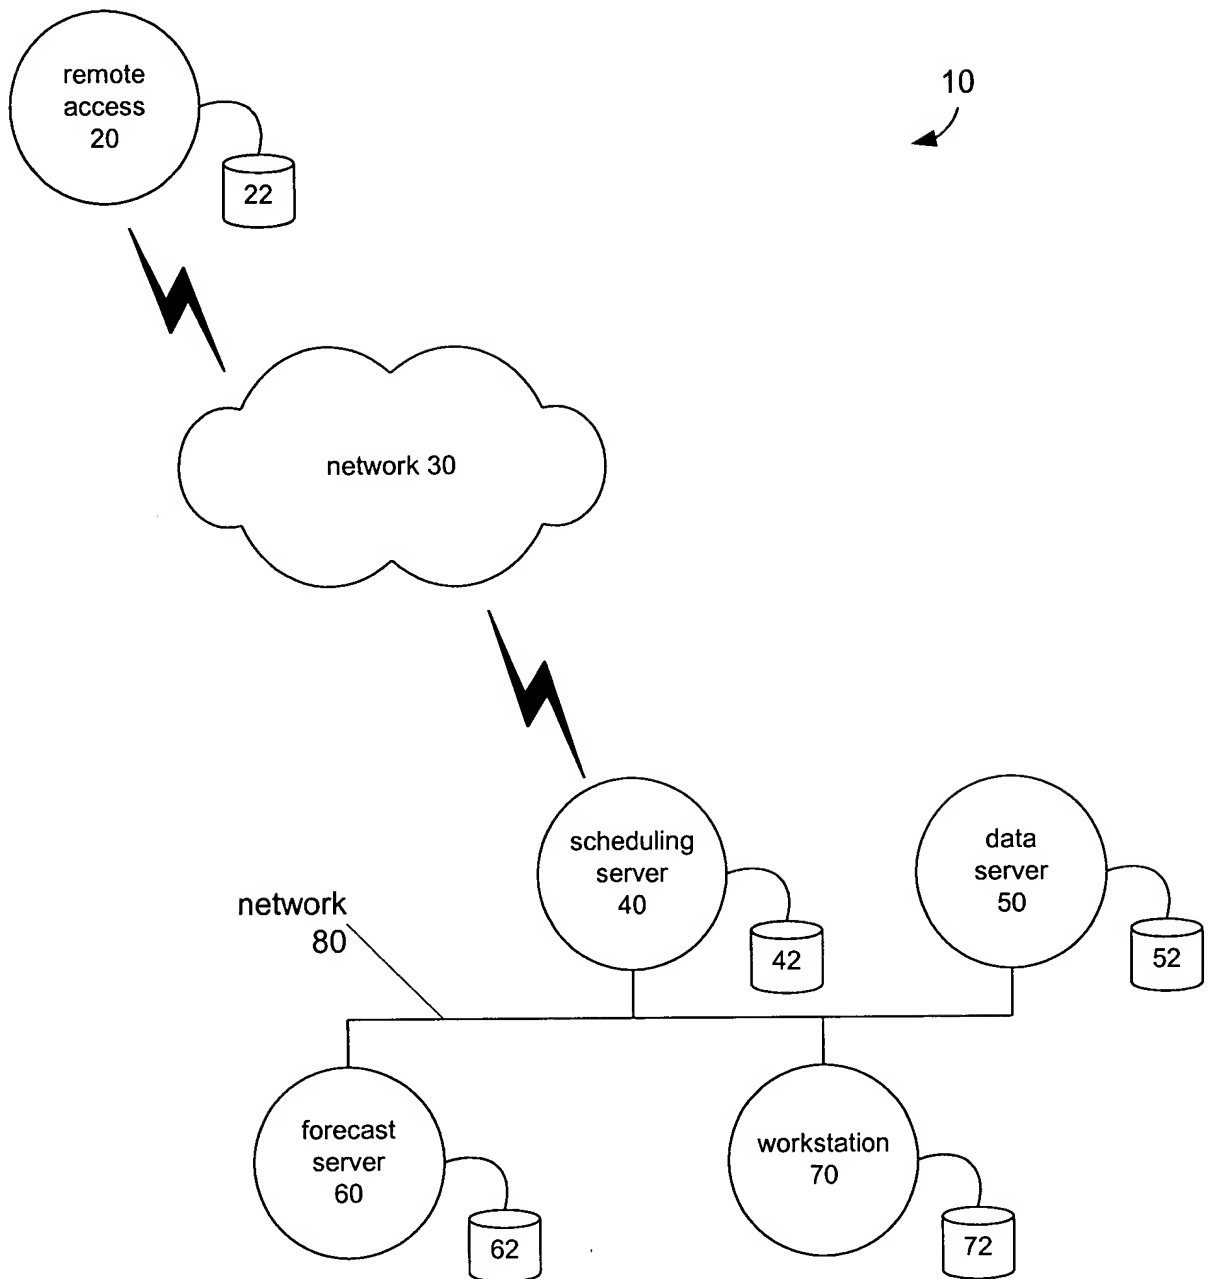 remote
access
20
10
22
network 30
scheduling
server
40
data
server
50
network
80
42
52
forecast
server
60
workstation
70
62
72